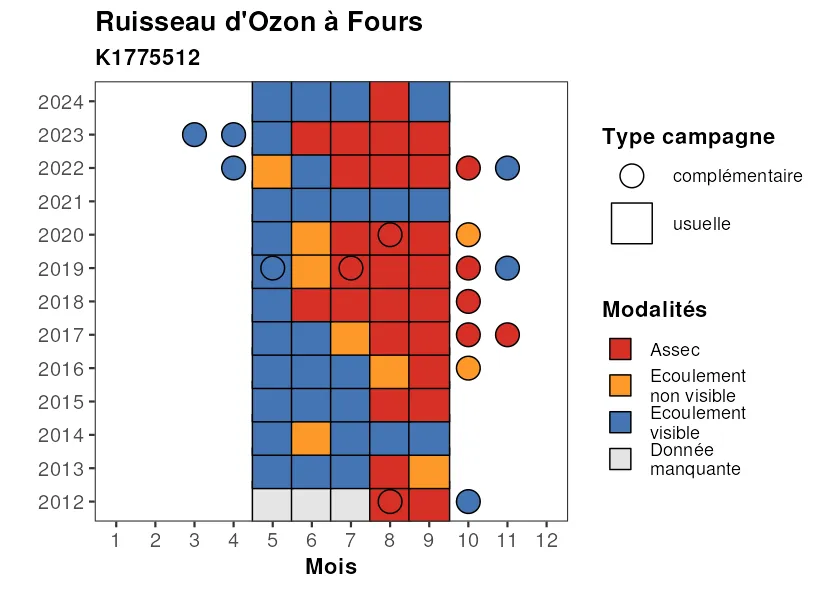 Ruisseau d'Ozon à Fours
K1775512
2024
2023
2022
2021
2020
2019
2018
2017
2016
2015
2014
2013
2012
1 2 3 4 5 6 7 8 9 10 11 12
Mois
Type campagne
complémentaire
usuelle
Modalités
Assec
Ecoulement
non visible
Ecoulement
visible
Donnée
manquante